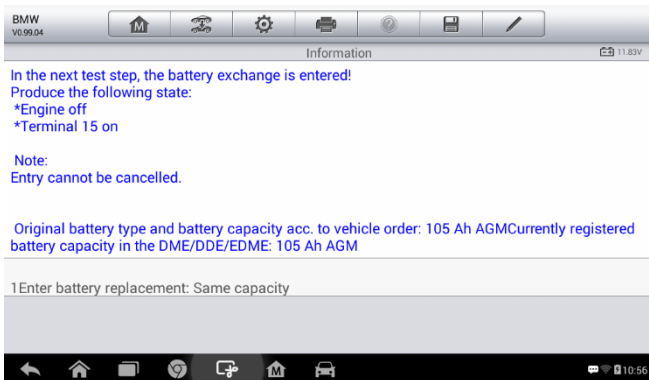 BMW
V0.99.04
Information
11.83V
In the next test step, the battery exchange is entered!
Produce the following state:
*Engine off
*Terminal 15 on
Note:
Entry cannot be cancelled.
Original battery type and battery capacity acc. to vehicle order: 105 Ah AGMCurrently registered
battery capacity in the DME/DDE/EDME: 105 Ah AGM
1Enter battery replacement: Same capacity
10:56